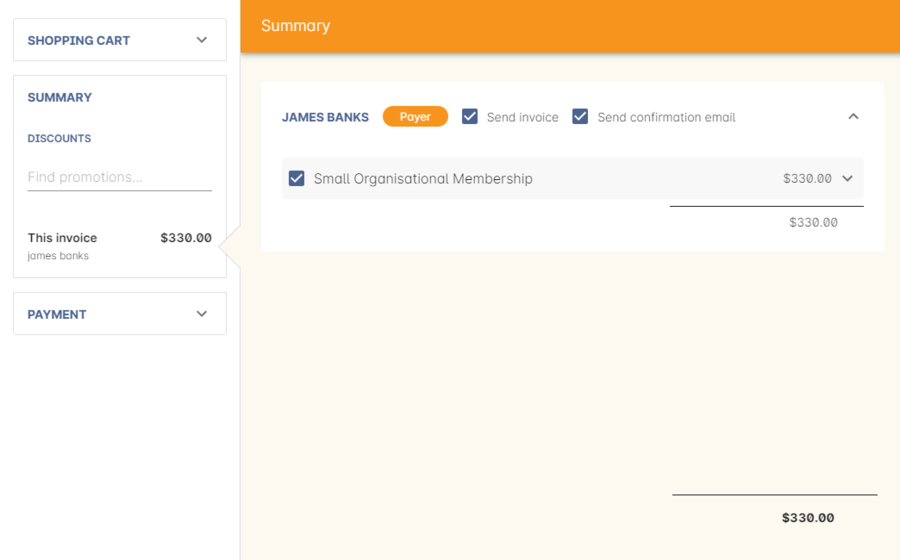 SHOPPING CART
SUMMARY
DISCOUNTS
Find promotions...
This invoice $330.00
james banks
PAYMENT
Summary
JAMES BANKS Payer Send invoice Send confirmation email
Small Organisational Membership $330.00
$330.00
$330.00